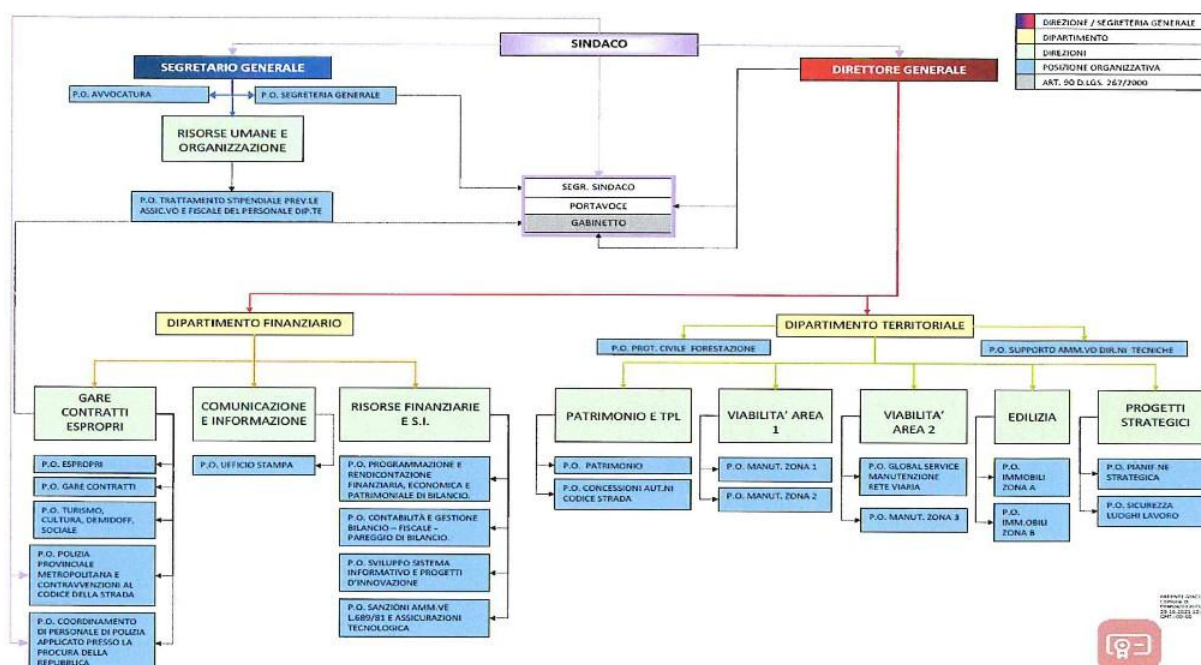 SINDACO
DIREZIONE / SEGRETERIA GENERALE
DIPARTIMENTO
DIREZIONI
POSIZIONE ORGANIZZATIVA
ART. 90 D.LGS. 267/2000
SEGRETARIO GENERALE
DIRETTORE GENERALE
P.O. AVVOCATURA
P.O. SEGRETERIA GENERALE
RISORSE UMANE E
ORGANIZZAZIONE
P.O. TRATTAMENTO STIPENDIALE PREV.LE
ASSIC.VO E FISCALE DEL PERSONALE DIP.TE
SEGR. SINDACO
PORTAVOCE
GABINETTO
DIPARTIMENTO FINANZIARIO
DIPARTIMENTO TERRITORIALE
P.O. PROT. CIVILE FORESTAZIONE
P.O. SUPPORTO AMM.VO DIR.NI TECNICHE
GARE
CONTRATTI
ESPROPRI
COMUNICAZIONE
E INFORMAZIONE
RISORSE FINANZIARIE
E S.I.
PATRIMONIO E TPL
VIABILITA' AREA
1
VIABILITA'
AREA 2
EDILIZIA
PROGETTI
STRATEGICI
P.O. ESPROPRI
P.O. GARE CONTRATTI
P.O. TURISMO,
CULTURA, DEMIDOFF,
SOCIALE
P.O. POLIZIA
PROVINCIALE
METROPOLITANA E
CONTRAVVENZIONI AL
CODICE DELLA STRADA
P.O. COORDINAMENTO
DI PERSONALE DI POLIZIA
APPLICATO PRESSO LA
PROCURA DELLA
REPUBBLICA
P.O. UFFICIO STAMPA
P.O. PROGRAMMAZIONE E
RENDICONTAZIONE
FINANZIARIA, ECONOMICA E
PATRIMONIALE DI BILANCIO.
P.O. CONTABILITÀ E GESTIONE
BILANCIO – FISCALE -
PAREGGIO DI BILANCIO.
P.O. SVILUPPO SISTEMA
INFORMATIVO E PROGETTI
D'INNOVAZIONE
P.O. SANZIONI AMM.VE
L.689/81 E ASSICURAZIONI
TECNOLOGICA
P.O. PATRIMONIO
P.O. CONCESSIONI AUT.NI
CODICE STRADA
P.O. MANUT. ZONA 1
P.O. MANUT. ZONA 2
P.O. GLOBAL SERVICE
MANUTENZIONE
RETE VIARIA
P.O. MANUT. ZONA 3
P.O.
IMMOBILI
ZONA A
P.O.
IMM.OBILI
ZONA B
P.O. PIANIF.NE
STRATEGICA
P.O. SICUREZZA
LUOGHI LAVORO